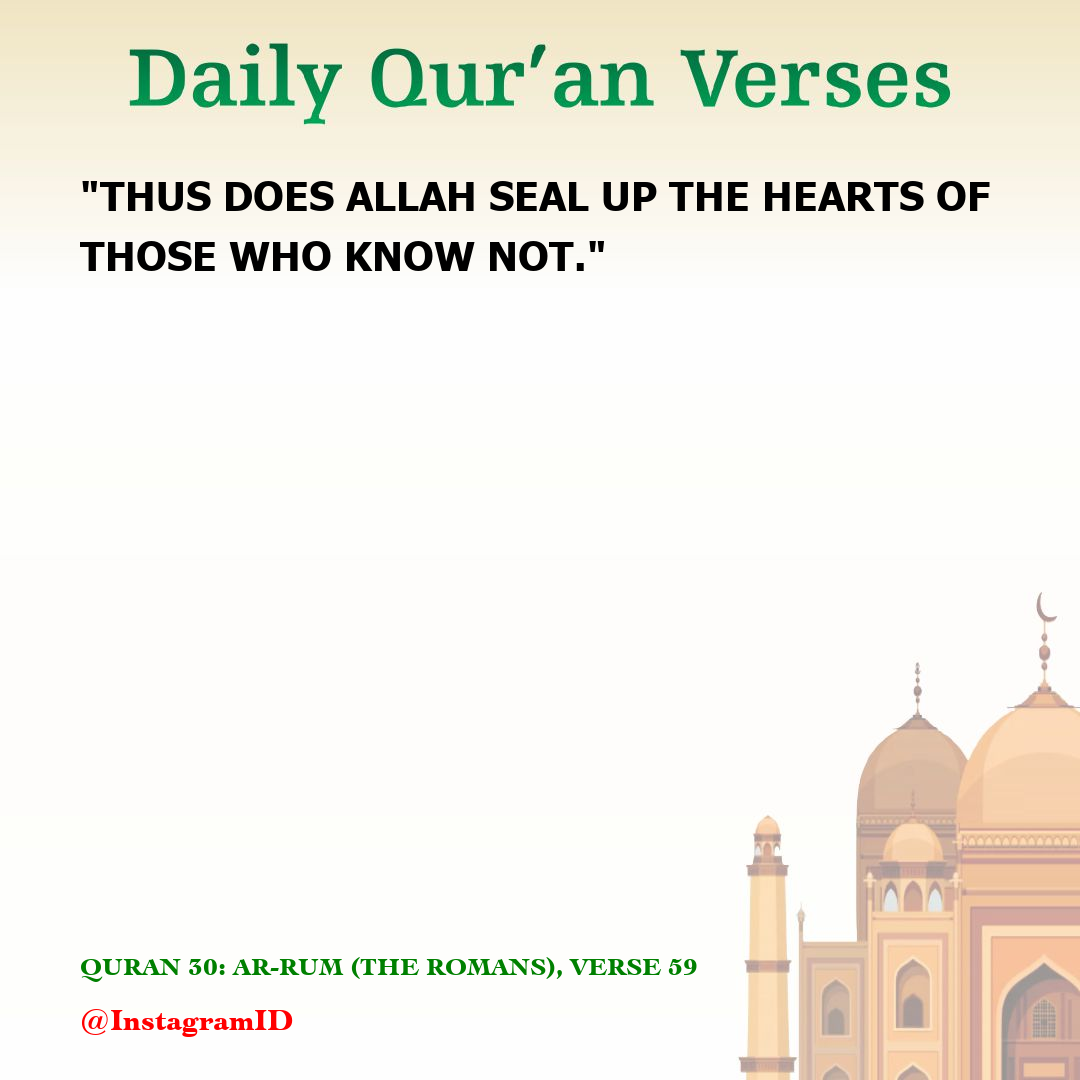 Daily Qur′an Verses
"THUS DOES ALLAH SEAL UP THE HEARTS OF
THOSE WHO KNOW NOT."
QURAN 30: AR-RUM (THE ROMANS), VERSE 59
@InstagramID